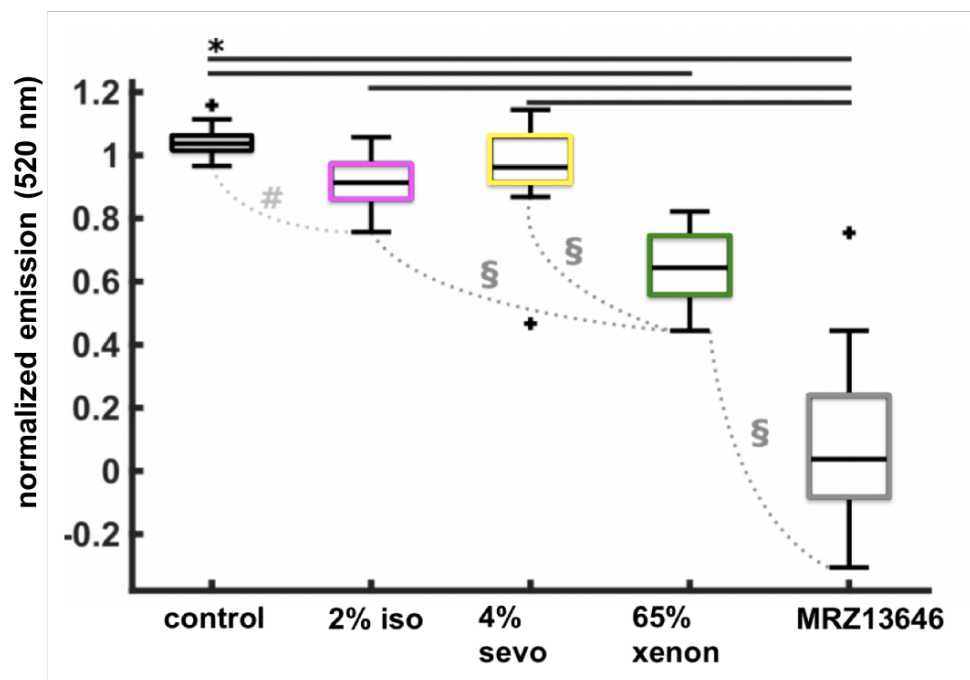 *
normalized emission (520 nm)
1.2
1
0.8
0.6
0.4
0.2
0
-0.2
#
§
§
§
control
2% iso
4%
sevo
65%
xenon
MRZ13646